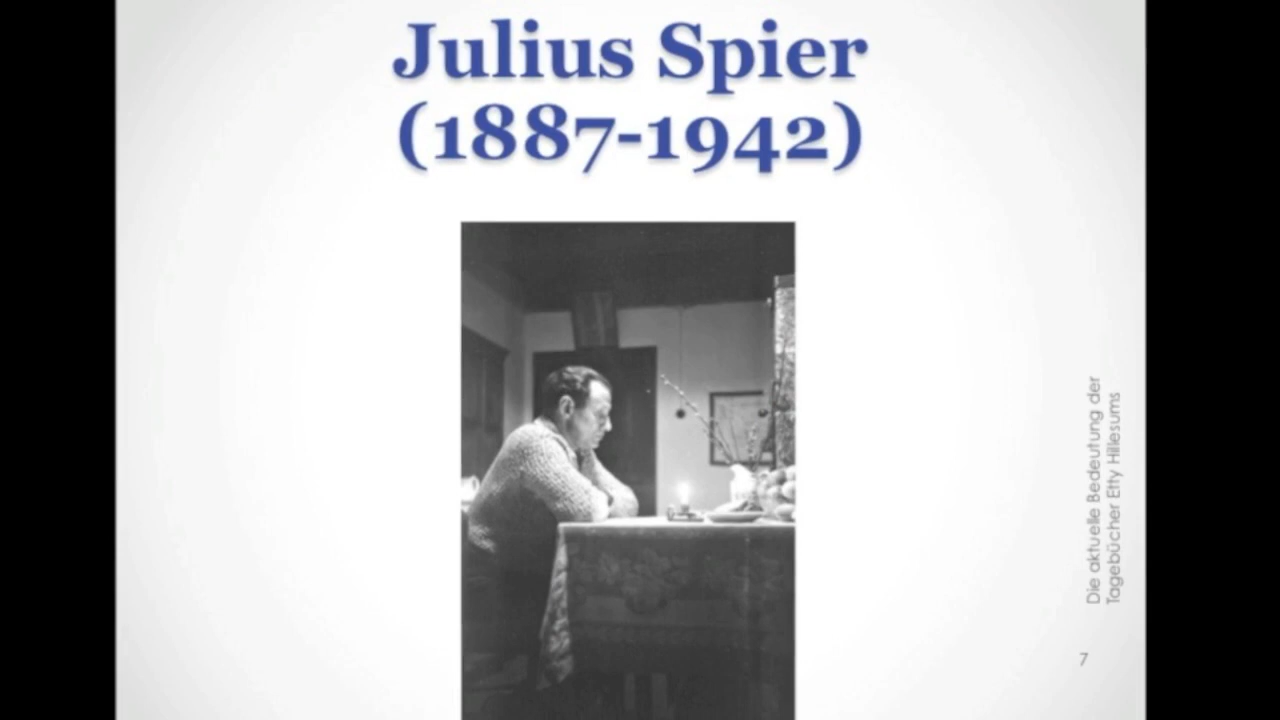 Julius Spier
(1887-1942)
Die aktuelle Bedeutung der
Tagebücher Etty Hillesums
7